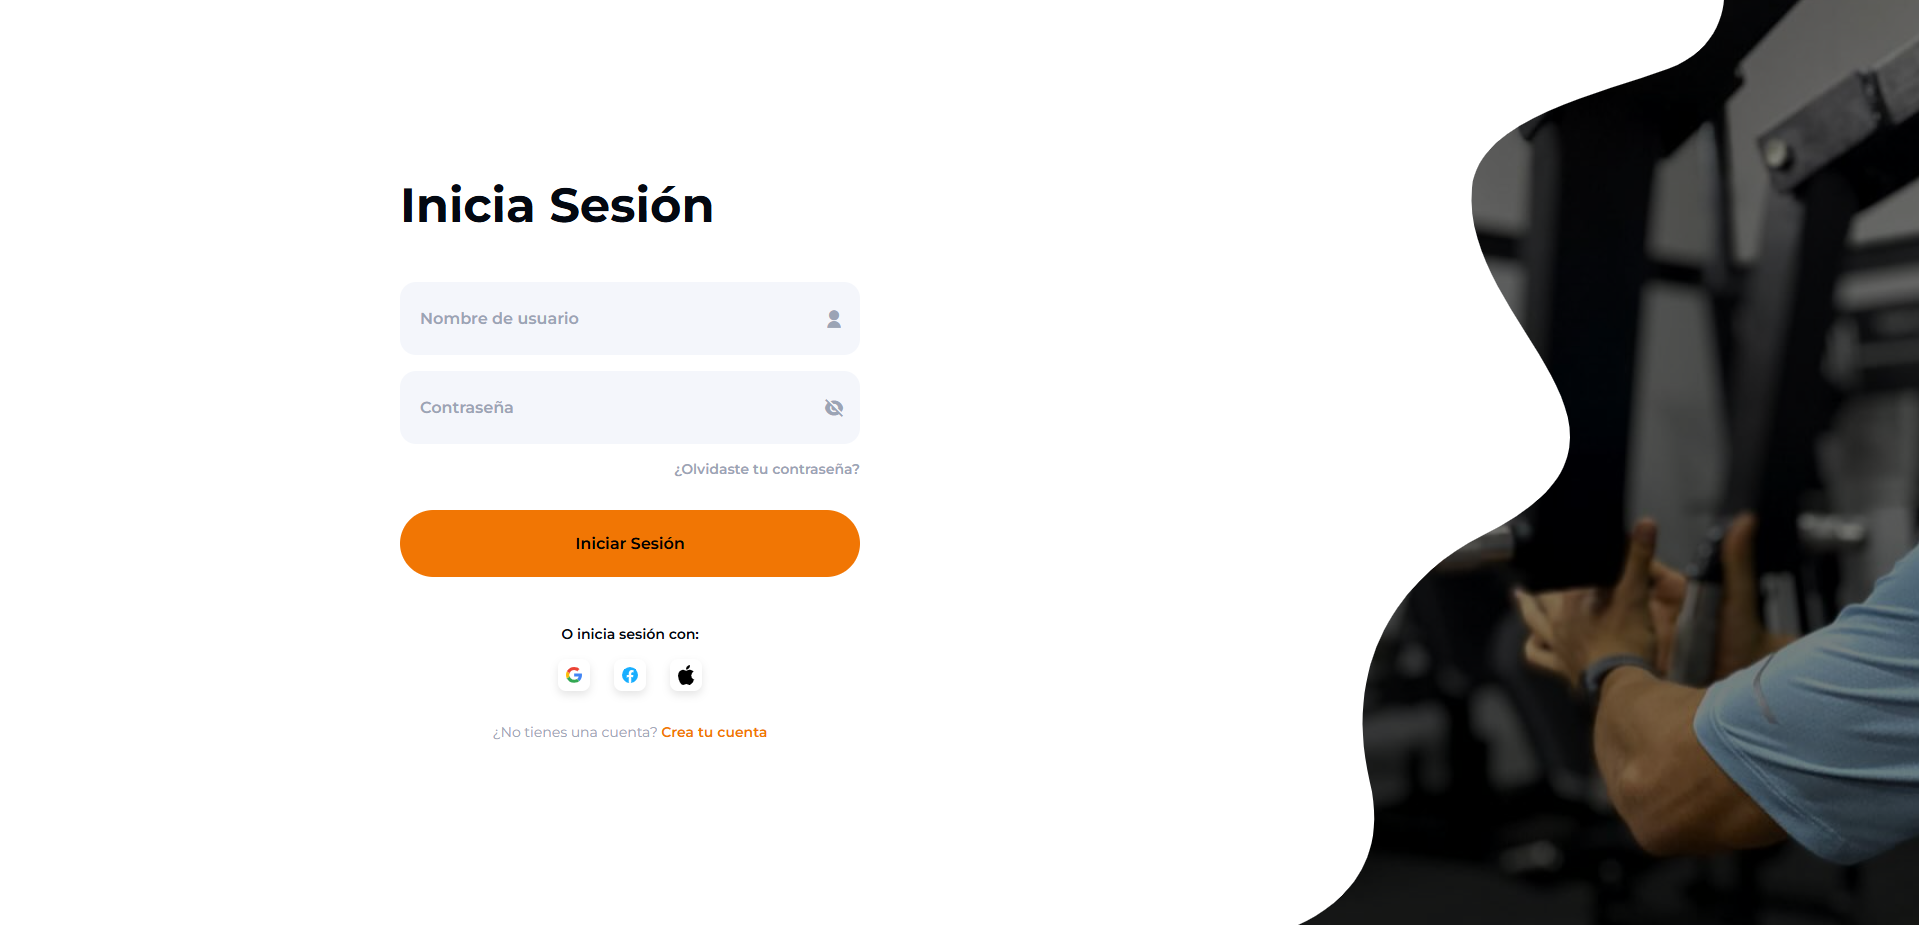 Inicia Sesión
Nombre de usuario
Contraseña
¿Olvidaste tu contraseña?
Iniciar Sesión
O inicia sesión con:
¿No tienes una cuenta? Crea tu cuenta